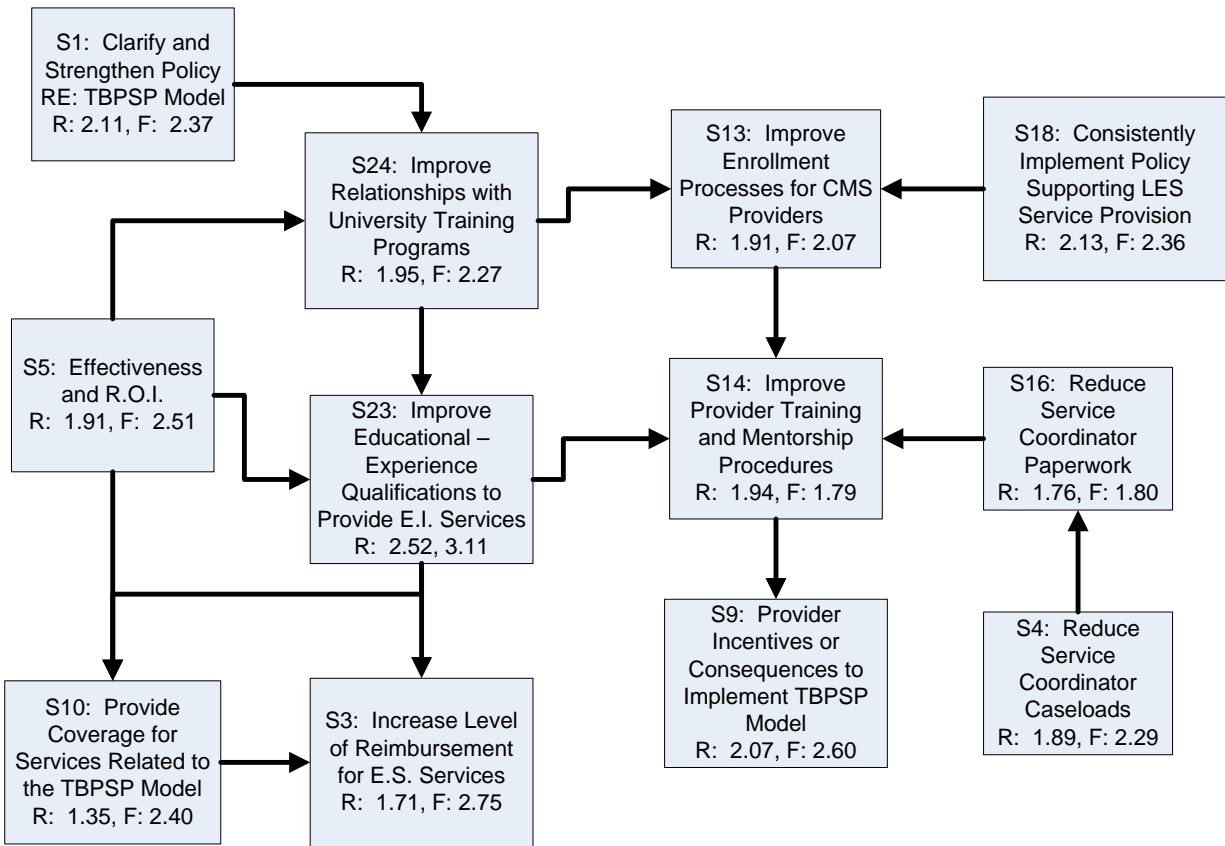 S1: Clarify and
Strengthen Policy
RE: TBPSP Model
R: 2.11, F: 2.37
S24: Improve
Relationships with
University Training
Programs
R: 1.95, F: 2.27
S13: Improve
Enrollment
Processes for CMS
Providers
R: 1.91, F: 2.07
S18: Consistently
Implement Policy
Supporting LES
Service Provision
R: 2.13, F: 2.36
S5: Effectiveness
and R.O.I.
R: 1.91, F: 2.51
S23: Improve
Educational –
Experience
Qualifications to
Provide E.I. Services
R: 2.52, 3.11
S14: Improve
Provider Training
and Mentorship
Procedures
R: 1.94, F: 1.79
S16: Reduce
Service
Coordinator
Paperwork
R: 1.76, F: 1.80
S10: Provide
Coverage for
Services Related to
the TBPSP Model
R: 1.35, F: 2.40
S3: Increase Level
of Reimbursement
for E.S. Services
R: 1.71, F: 2.75
S9: Provider
Incentives or
Consequences to
Implement TBPSP
Model
R: 2.07, F: 2.60
S4: Reduce
Service
Coordinator
Caseloads
R: 1.89, F: 2.29